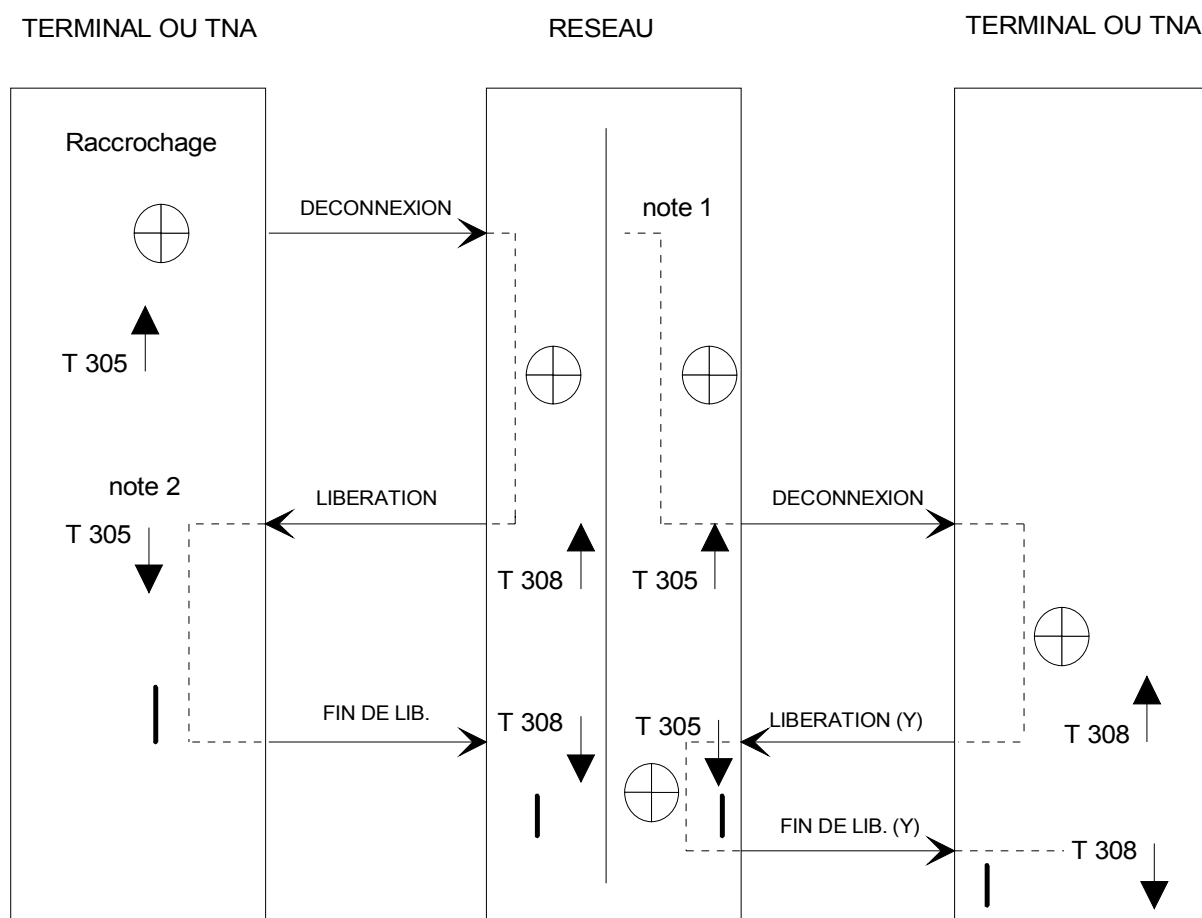 TERMINAL OU TNA
RESEAU
TERMINAL OU TNA
Raccrochage
DECONNEXION
note 1
T 305
note 2
LIBERATION
DECONNEXION
T 305
T 308
T 305
FIN DE LIB.
T 308
T 305
LIBERATION (Y)
T 308
FIN DE LIB. (Y)
T 308